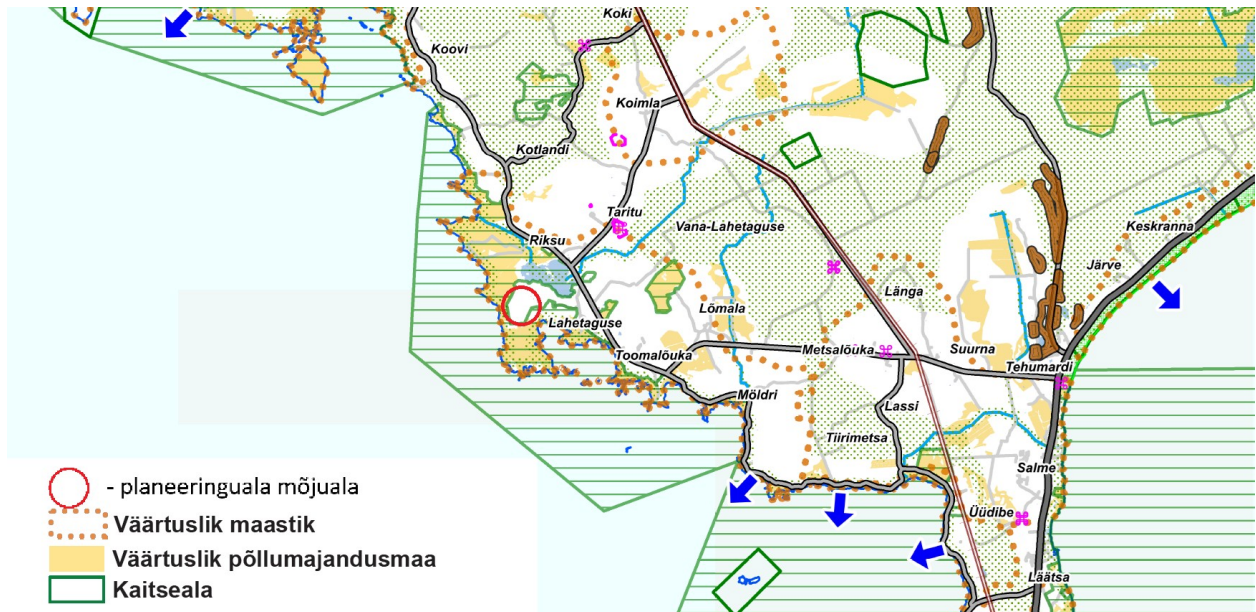 Koki
Koovi
Koimla
Kotlandi
Taritu
Vana-Lahetaguse
Keskranna
Riksu
Järve
Länga
Lõmala
Lahetaguse
Metsalõuka
Suurna
Toomalõuka
Tehumardi
Möldri
Lassi
Tiirimetsa
Salme
- planeeringuala mõjuala
Üüdibe
Väärtuslik maastik
Väärtuslik põllumajandusmaa
Läätsa
Kaitseala